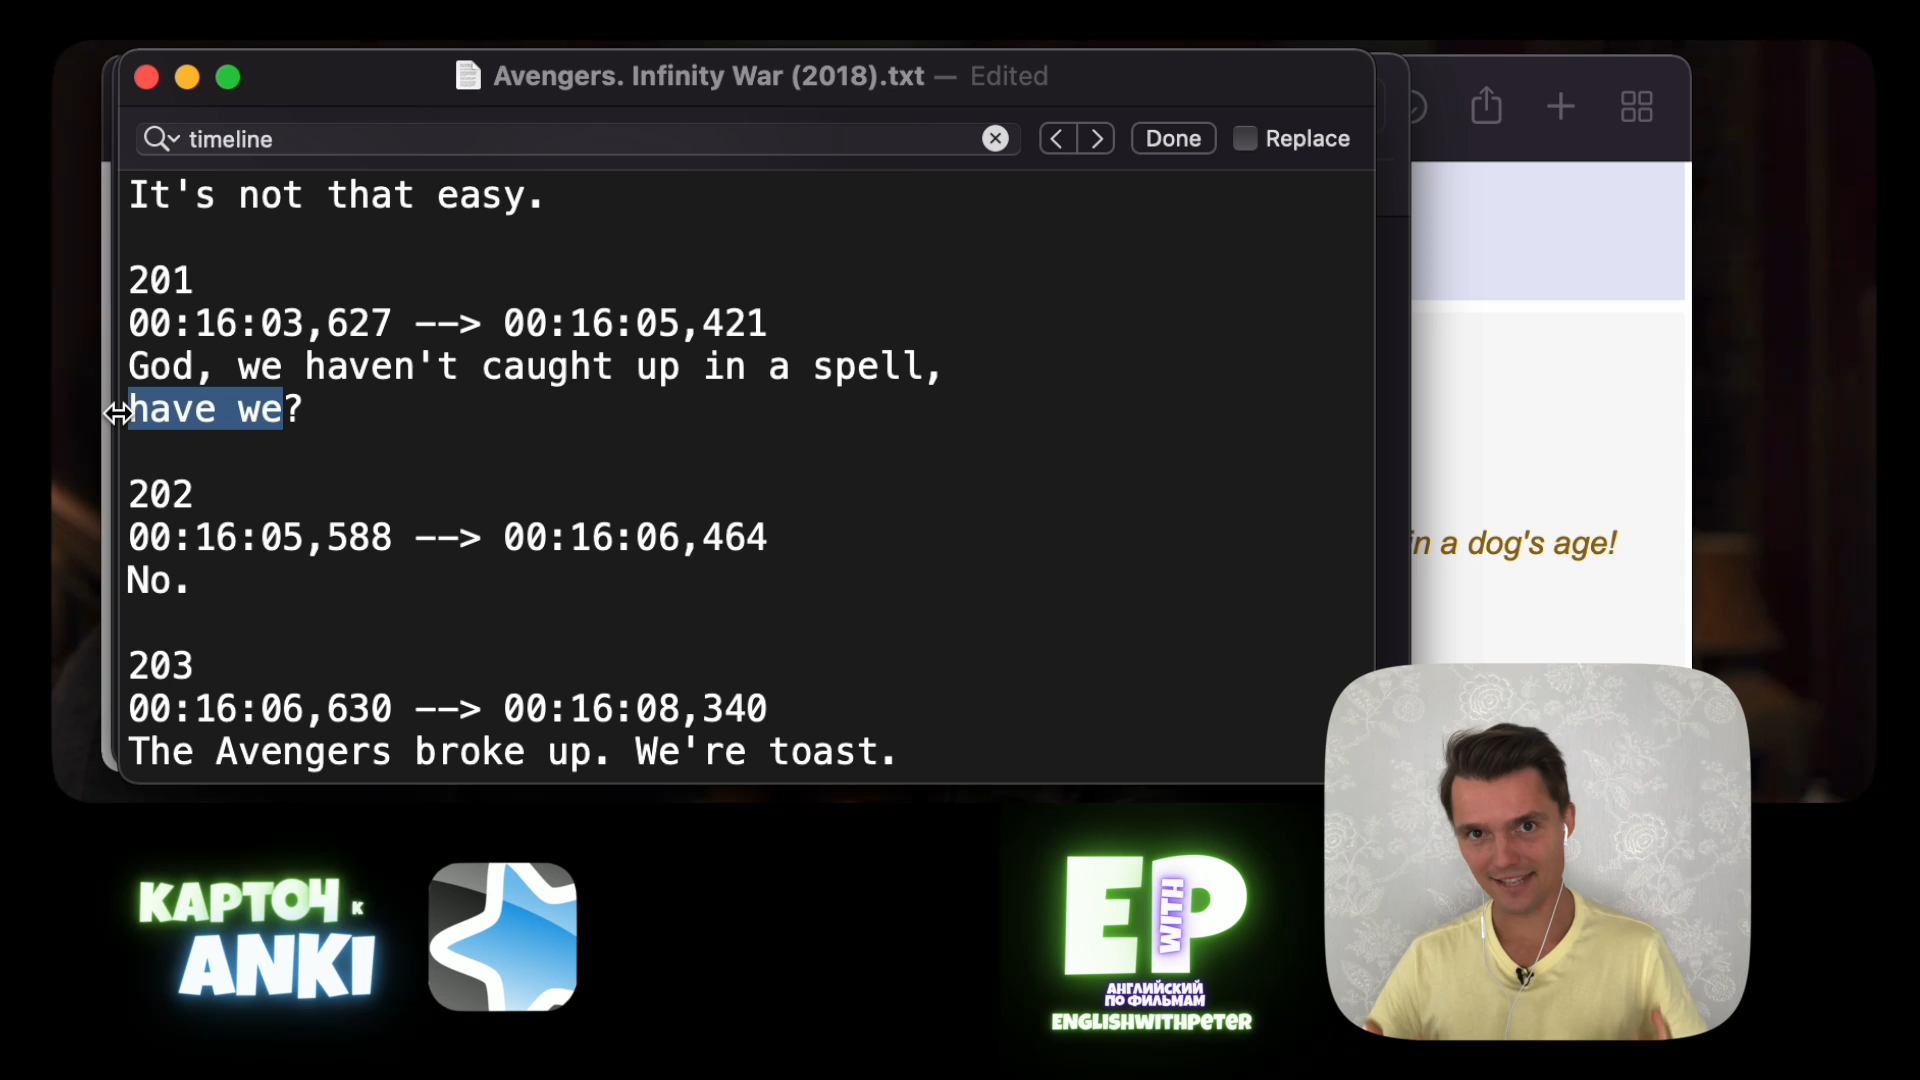 Avengers. Infinity War (2018).txt — Edited
timeline
Done
Replace
It's not that easy.
201
00:16:03,627 --> 00:16:05,421
God, we haven't caught up in a spell,
have we?
202
00:16:05,588 --> 00:16:06,464
No.
203
00:16:06,630 --> 00:16:08,340
The Avengers broke up. We're toast.
in a dog's age!
КАРТОЧ К
ANKI
EP
WITH
АНГЛИЙСКИЙ
ПО ФИЛЬМАМ
ENGLISHWITHPETER